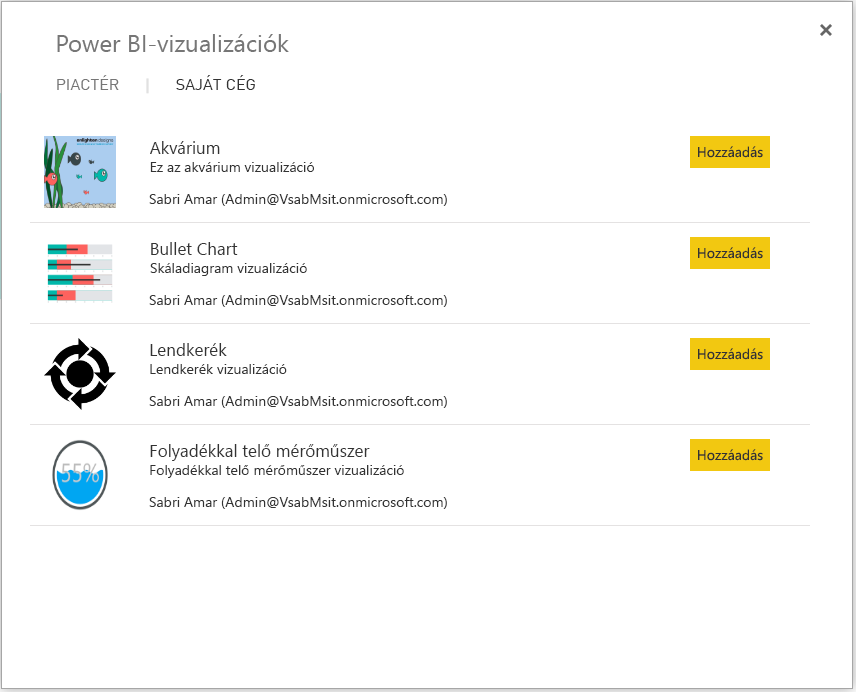 Power BI-vizualizációk
PIACTÉR | SAJÁT CÉG
enlighten designs
Akvárium
Hozzáadás
Ez az akvárium vizualizáció
Sabri Amar (Admin@VsabMsit.onmicrosoft.com)
Bullet Chart
Hozzáadás
Skáladiagram vizualizáció
Sabri Amar (Admin@VsabMsit.onmicrosoft.com)
Lendkerék
Hozzáadás
Lendkerék vizualizáció
Sabri Amar (Admin@VsabMsit.onmicrosoft.com)
Folyadékkal telő mérőműszer
Hozzáadás
55%
Folyadékkal telő mérőműszer vizualizáció
Sabri Amar (Admin@VsabMsit.onmicrosoft.com)